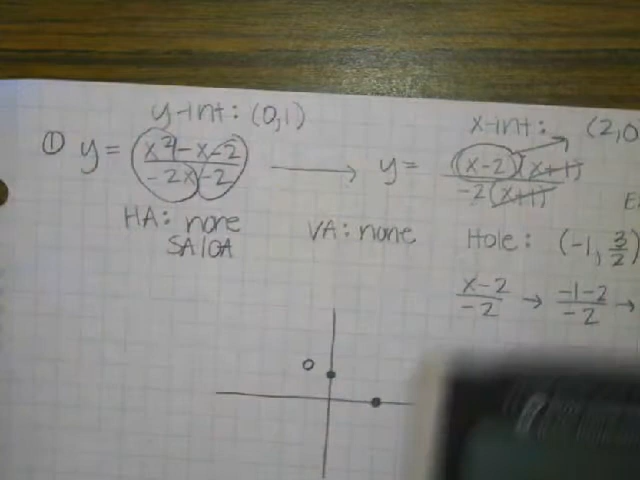 y-int: (0,1)
x-int: (2,0
① y = x²-x-2 / -2x-2 → y = (x-2)(x+1) / -2(x+1)
HA: none
SA/OA
VA: none
Hole: (-1, 3/2)
x-2 / -2 → -1-2 / -2 →